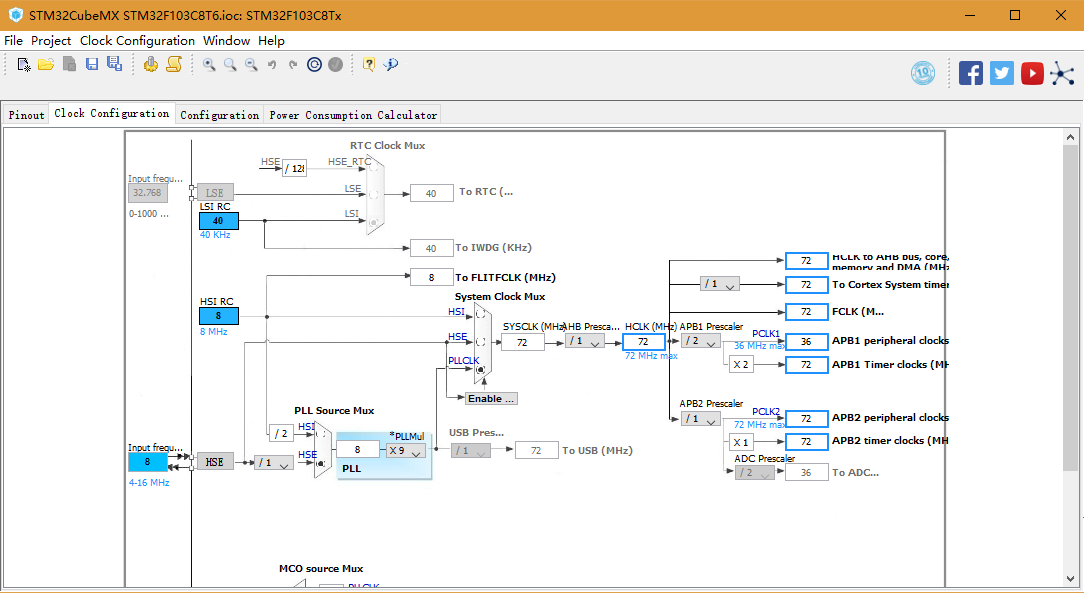 STM32CubeMX STM32F103C8T6.ioc: STM32F103C8Tx
File Project Clock Configuration Window Help
10
Pinout Clock Configuration Configuration Power Consumption Calculator
RTC Clock Mux
HSE / 128 HSE_RTC
Input frequ...
32.768 LSE LSE 40 To RTC (...
0-1000 ...
LSI RC
40 LSI
40 KHz
40 To IWDG (KHz)
8 To FLITFCLK (MHz)
72 HCLK to AHB bus, core,
memory and DMA (MHz
/ 1 72 To Cortex System timer
System Clock Mux
HSI RC
8 HSI 72 FCLK (M...
8 MHz
SYSCLK (MHz) AHB Presca... HCLK (MHz) APB1 Prescaler
HSE 72 / 1 72 / 2 PCLK1 36 APB1 peripheral clocks
72 MHz max 36 MHz max
PLLCLK X 2 72 APB1 Timer clocks (MH
Enable ...
APB2 Prescaler
PLL Source Mux
/ 1 PCLK2 72 APB2 peripheral clocks
72 MHz max
/ 2 HSI *PLLMul USB Pres...
X 1 72 APB2 timer clocks (MH
Input frequ...
8 HSE / 1 HSE 8 X 9 / 1 72 To USB (MHz)
PLL
4-16 MHz
ADC Prescaler
/ 2 36 To ADC...
MCO source Mux
PLLCLK